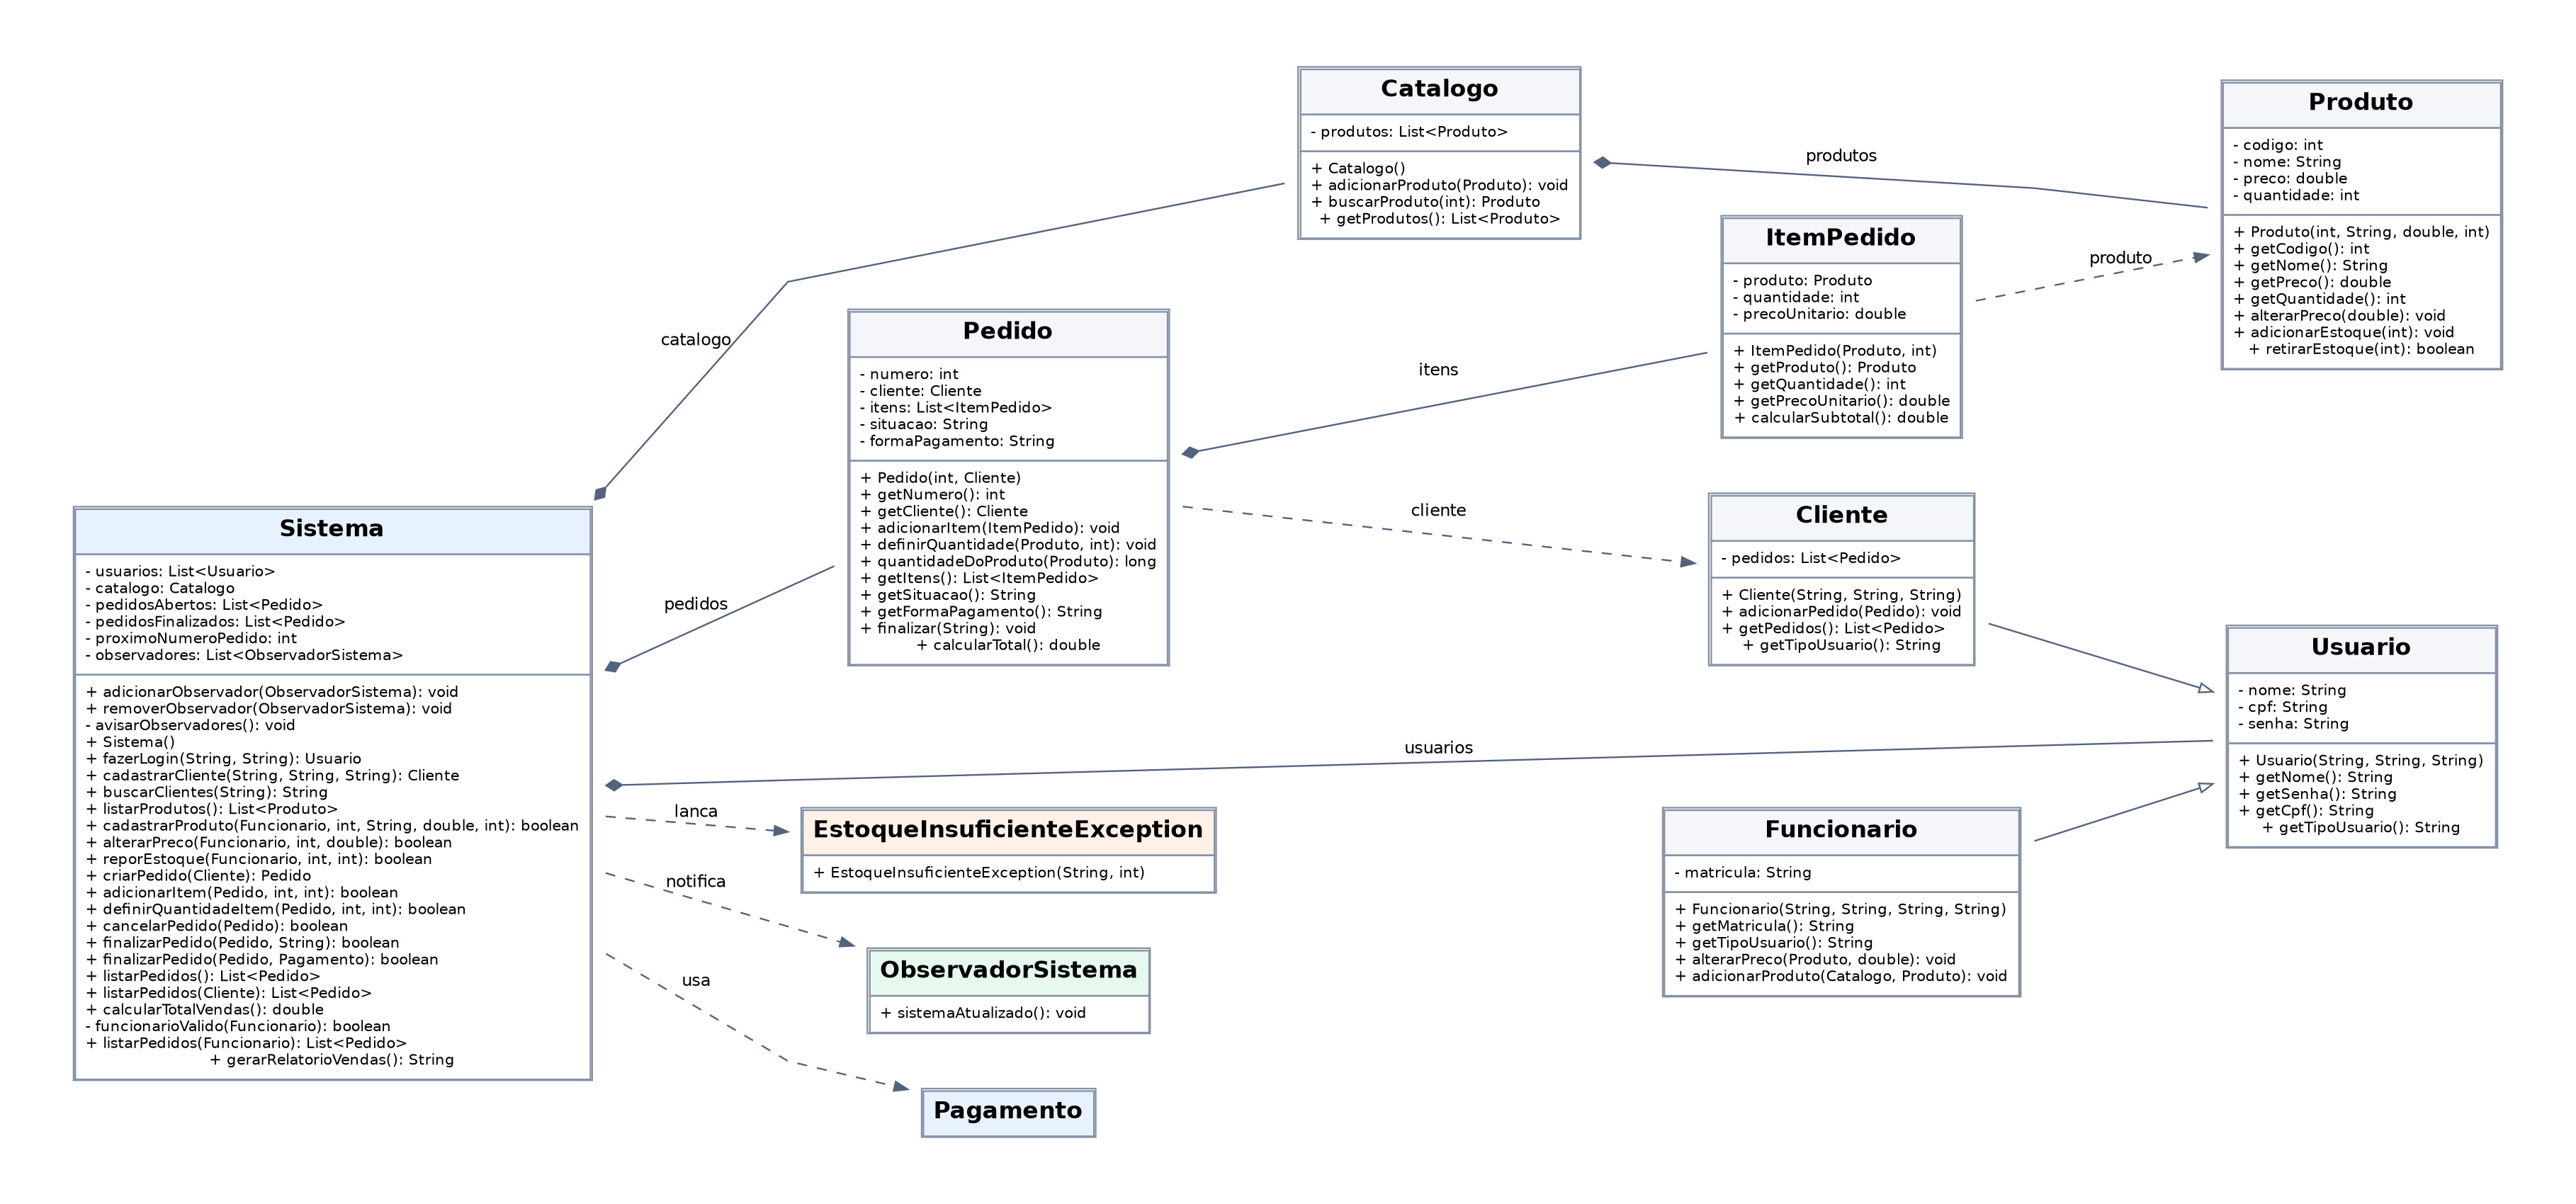 Catalogo
- produtos: List<Produto>
+ Catalogo()
+ adicionarProduto(Produto): void
+ buscarProduto(int): Produto
+ getProdutos(): List<Produto>
produtos
Produto
- codigo: int
- nome: String
- preco: double
- quantidade: int
+ Produto(int, String, double, int)
+ getCodigo(): int
+ getNome(): String
+ getPreco(): double
+ getQuantidade(): int
+ alterarPreco(double): void
+ adicionarEstoque(int): void
+ retirarEstoque(int): boolean
ItemPedido
- produto: Produto
- quantidade: int
- precoUnitario: double
+ ItemPedido(Produto, int)
+ getProduto(): Produto
+ getQuantidade(): int
+ getPrecoUnitario(): double
+ calcularSubtotal(): double
produto
catalogo
Pedido
- numero: int
- cliente: Cliente
- itens: List<ItemPedido>
- situacao: String
- formaPagamento: String
+ Pedido(int, Cliente)
+ getNumero(): int
+ getCliente(): Cliente
+ adicionarItem(ItemPedido): void
+ definirQuantidade(Produto, int): void
+ quantidadeDoProduto(Produto): long
+ getItens(): List<ItemPedido>
+ getSituacao(): String
+ getFormaPagamento(): String
+ finalizar(String): void
+ calcularTotal(): double
itens
cliente
Cliente
- pedidos: List<Pedido>
+ Cliente(String, String, String)
+ adicionarPedido(Pedido): void
+ getPedidos(): List<Pedido>
+ getTipoUsuario(): String
Sistema
- usuarios: List<Usuario>
- catalogo: Catalogo
- pedidosAbertos: List<Pedido>
- pedidosFinalizados: List<Pedido>
- proximoNumeroPedido: int
- observadores: List<ObservadorSistema>
+ adicionarObservador(ObservadorSistema): void
+ removerObservador(ObservadorSistema): void
- avisarObservadores(): void
+ Sistema()
+ fazerLogin(String, String): Usuario
+ cadastrarCliente(String, String, String): Cliente
+ buscarClientes(String): String
+ listarProdutos(): List<Produto>
+ cadastrarProduto(Funcionario, int, String, double, int): boolean
+ alterarPreco(Funcionario, int, double): boolean
+ reporEstoque(Funcionario, int, int): boolean
+ criarPedido(Cliente): Pedido
+ adicionarItem(Pedido, int, int): boolean
+ definirQuantidadeItem(Pedido, int, int): boolean
+ cancelarPedido(Pedido): boolean
+ finalizarPedido(Pedido, String): boolean
+ finalizarPedido(Pedido, Pagamento): boolean
+ listarPedidos(): List<Pedido>
+ listarPedidos(Cliente): List<Pedido>
+ calcularTotalVendas(): double
- funcionarioValido(Funcionario): boolean
+ listarPedidos(Funcionario): List<Pedido>
+ gerarRelatorioVendas(): String
pedidos
usuarios
lanca
notifica
usa
Usuario
- nome: String
- cpf: String
- senha: String
+ Usuario(String, String, String)
+ getNome(): String
+ getSenha(): String
+ getCpf(): String
+ getTipoUsuario(): String
EstoqueInsuficienteException
+ EstoqueInsuficienteException(String, int)
Funcionario
- matricula: String
+ Funcionario(String, String, String, String)
+ getMatricula(): String
+ getTipoUsuario(): String
+ alterarPreco(Produto, double): void
+ adicionarProduto(Catalogo, Produto): void
ObservadorSistema
+ sistemaAtualizado(): void
Pagamento